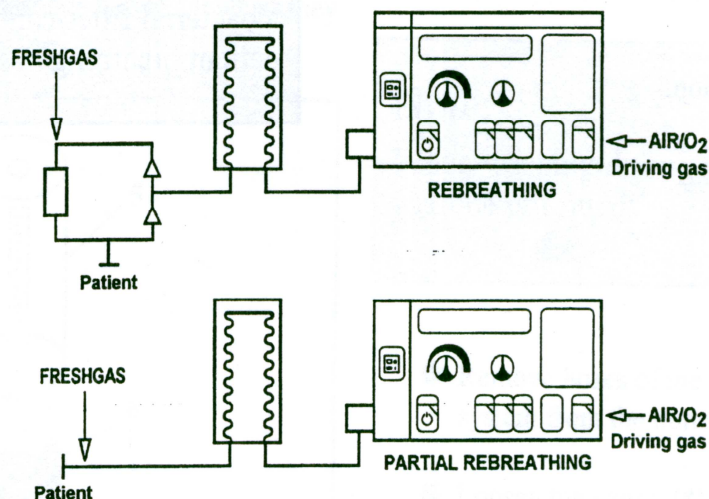 FRESHGAS
AIR/O2
Driving gas
REBREATHING
Patient
FRESHGAS
AIR/O2
Driving gas
PARTIAL REBREATHING
Patient